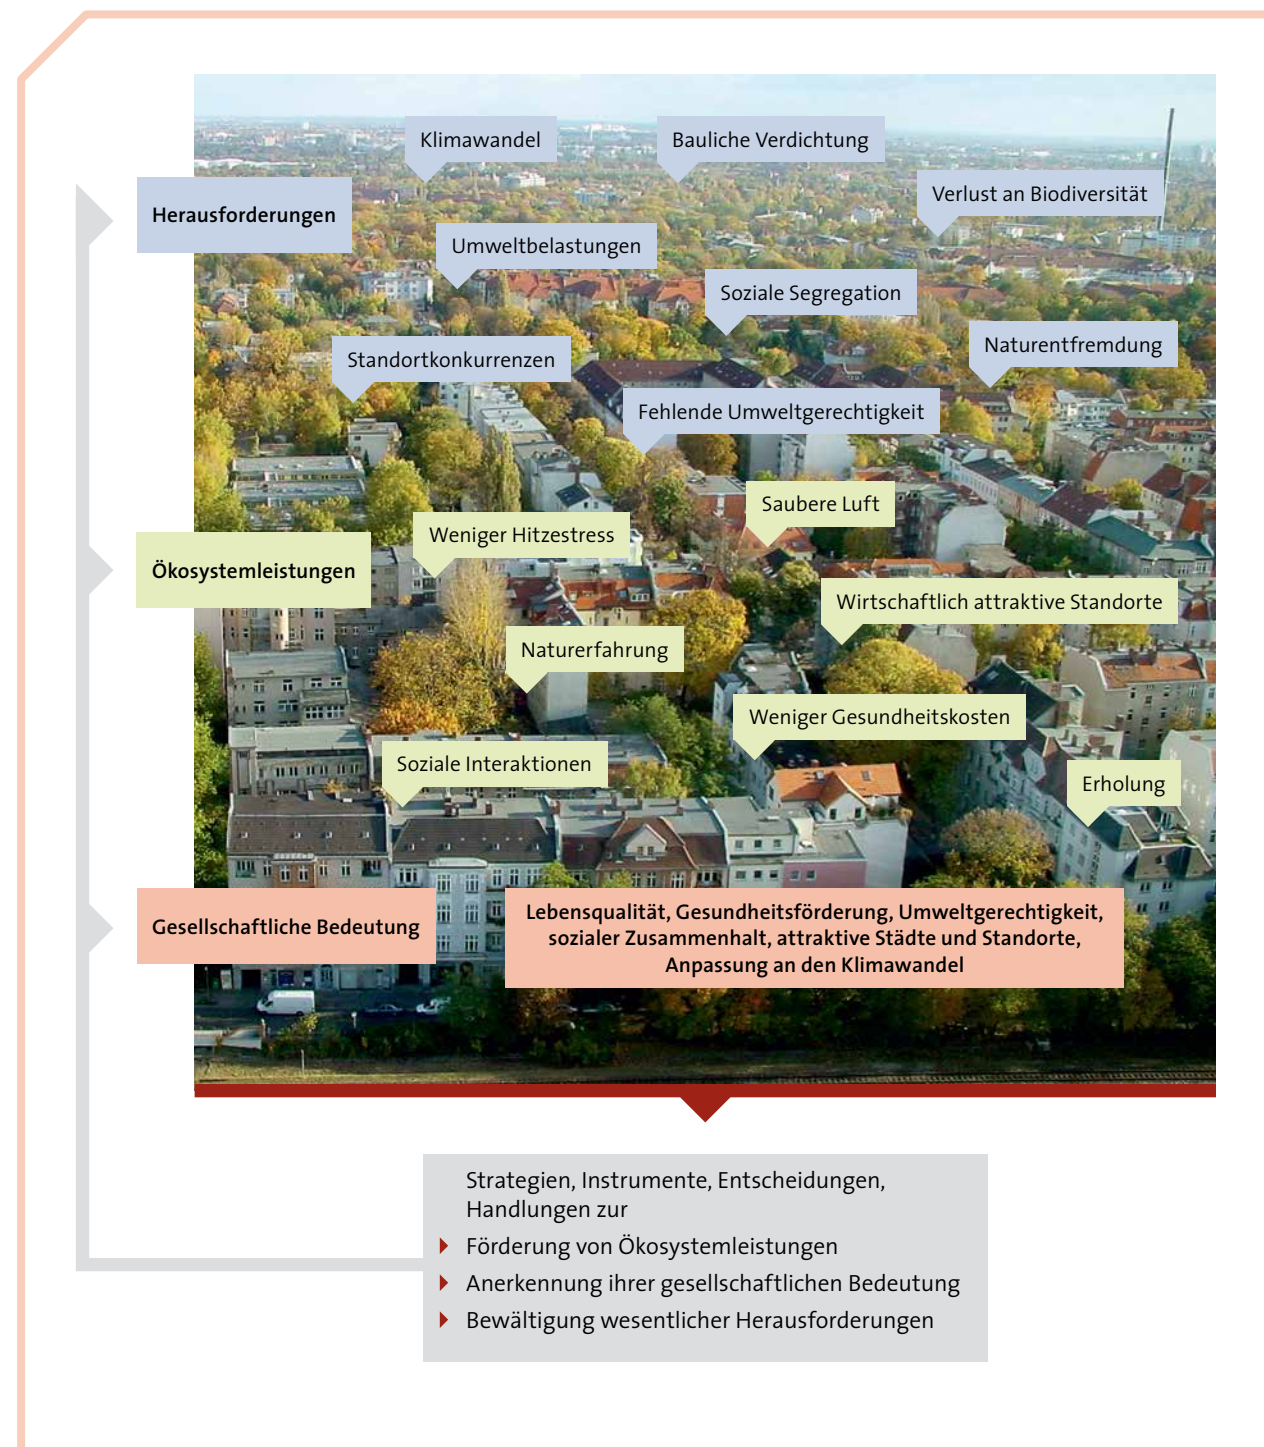 Klimawandel
Bauliche Verdichtung
Verlust an Biodiversität
Herausforderungen
Umweltbelastungen
Soziale Segregation
Naturentfremdung
Standortkonkurrenzen
Fehlende Umweltgerechtigkeit
Saubere Luft
Weniger Hitzestress
Ökosystemleistungen
Wirtschaftlich attraktive Standorte
Naturerfahrung
Weniger Gesundheitskosten
Soziale Interaktionen
Erholung
Gesellschaftliche Bedeutung
Lebensqualität, Gesundheitsförderung, Umweltgerechtigkeit,
sozialer Zusammenhalt, attraktive Städte und Standorte,
Anpassung an den Klimawandel
Strategien, Instrumente, Entscheidungen,
Handlungen zur
Förderung von Ökosystemleistungen
Anerkennung ihrer gesellschaftlichen Bedeutung
Bewältigung wesentlicher Herausforderungen